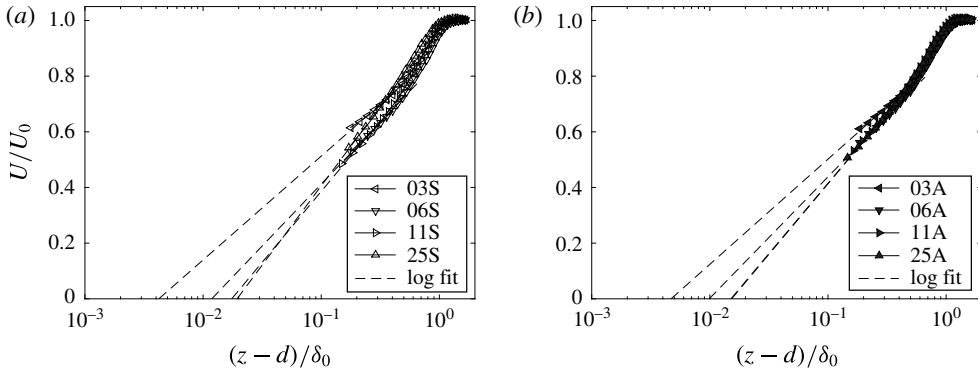 (a)
1.0
0.8
0.6
0.4
0.2
0
U/U₀
10⁻³
10⁻²
10⁻¹
10⁰
(z − d)/δ₀
03S
06S
11S
25S
log fit
(b)
1.0
0.8
0.6
0.4
0.2
0
10⁻³
10⁻²
10⁻¹
10⁰
(z − d)/δ₀
03A
06A
11A
25A
log fit